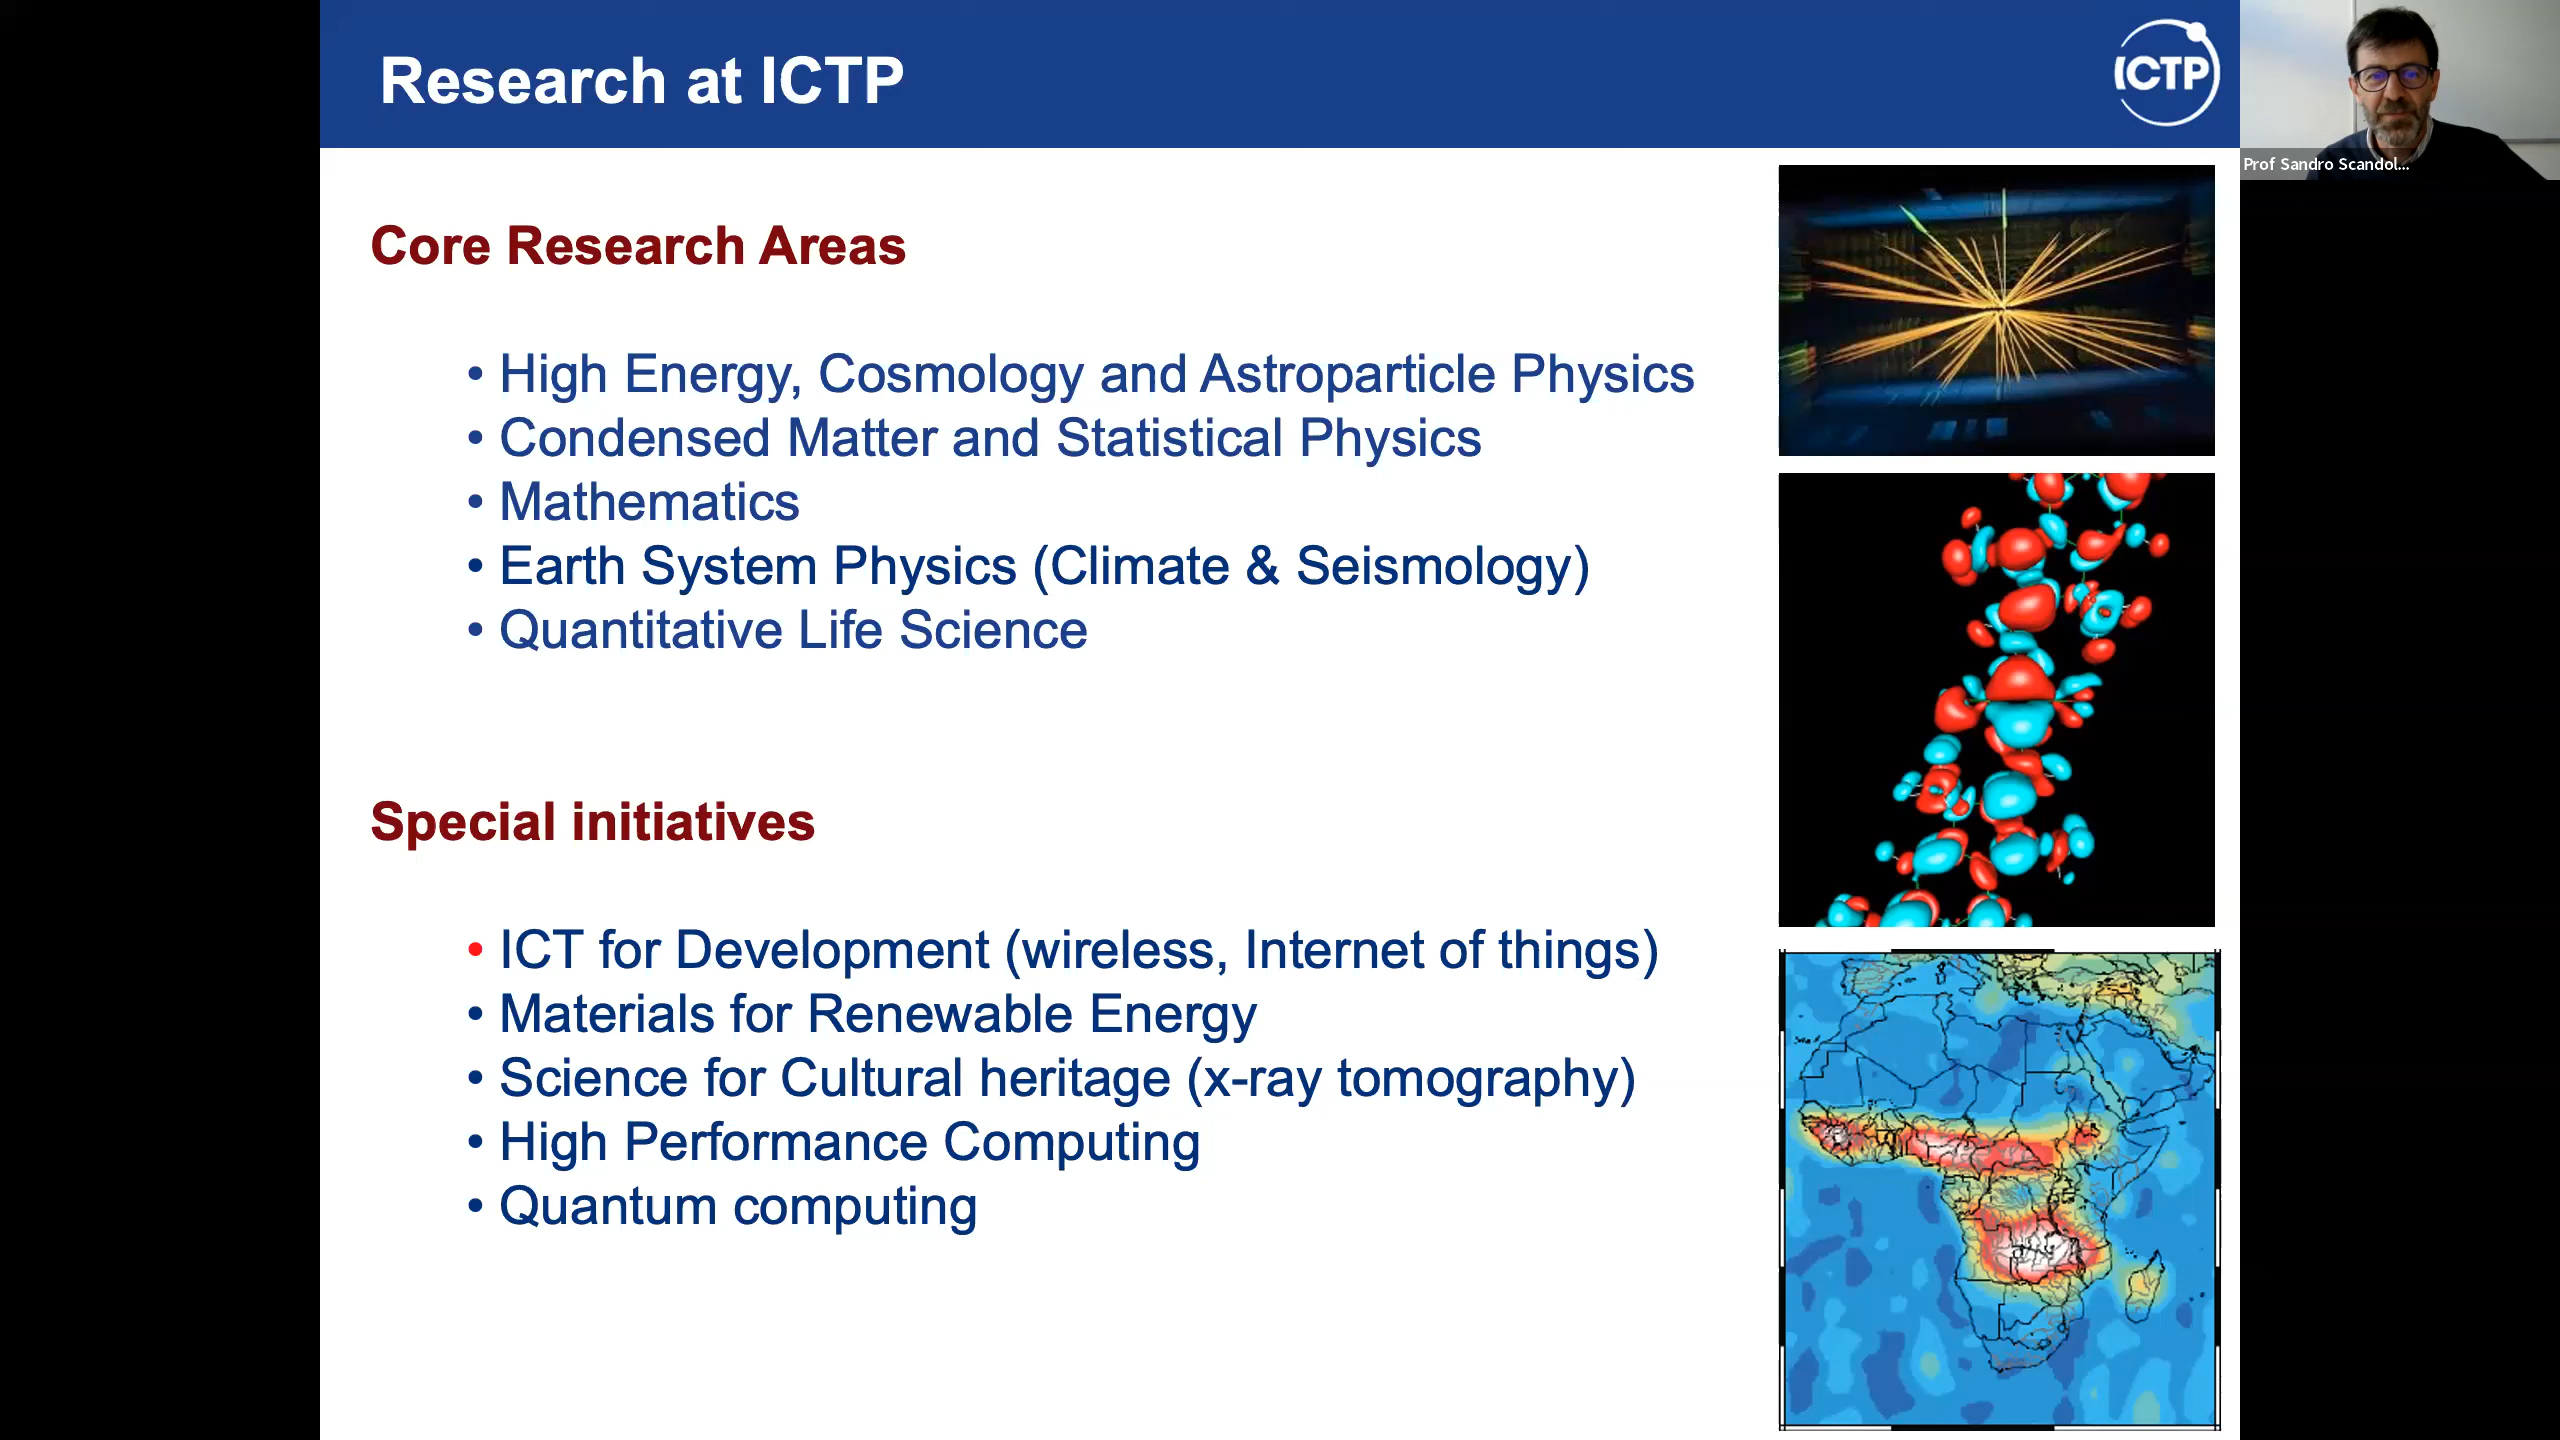 Research at ICTP
ICTP
Prof Sandro Scandol...
Core Research Areas
• High Energy, Cosmology and Astroparticle Physics
• Condensed Matter and Statistical Physics
• Mathematics
• Earth System Physics (Climate & Seismology)
• Quantitative Life Science
Special initiatives
• ICT for Development (wireless, Internet of things)
• Materials for Renewable Energy
• Science for Cultural heritage (x-ray tomography)
• High Performance Computing
• Quantum computing